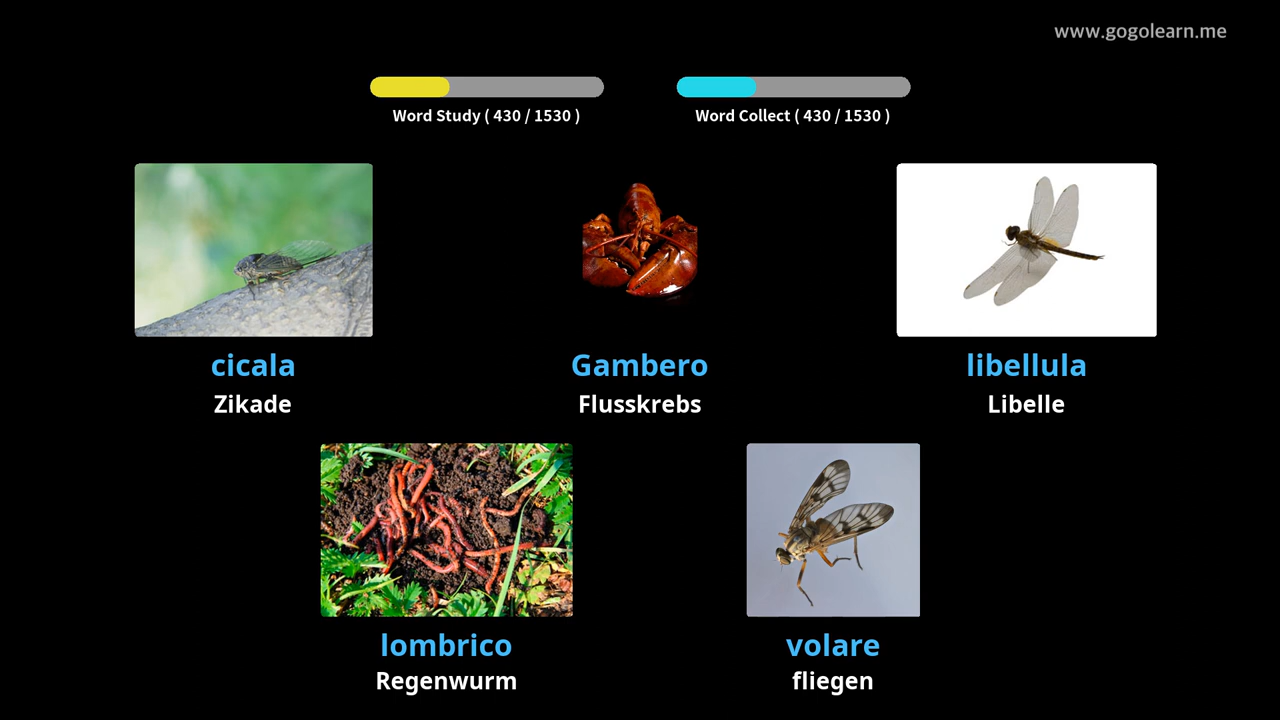 www.gogolearn.me
Word Study ( 430 / 1530 )
Word Collect ( 430 / 1530 )
cicala
Zikade
Gambero
Flusskrebs
libellula
Libelle
lombrico
Regenwurm
volare
fliegen